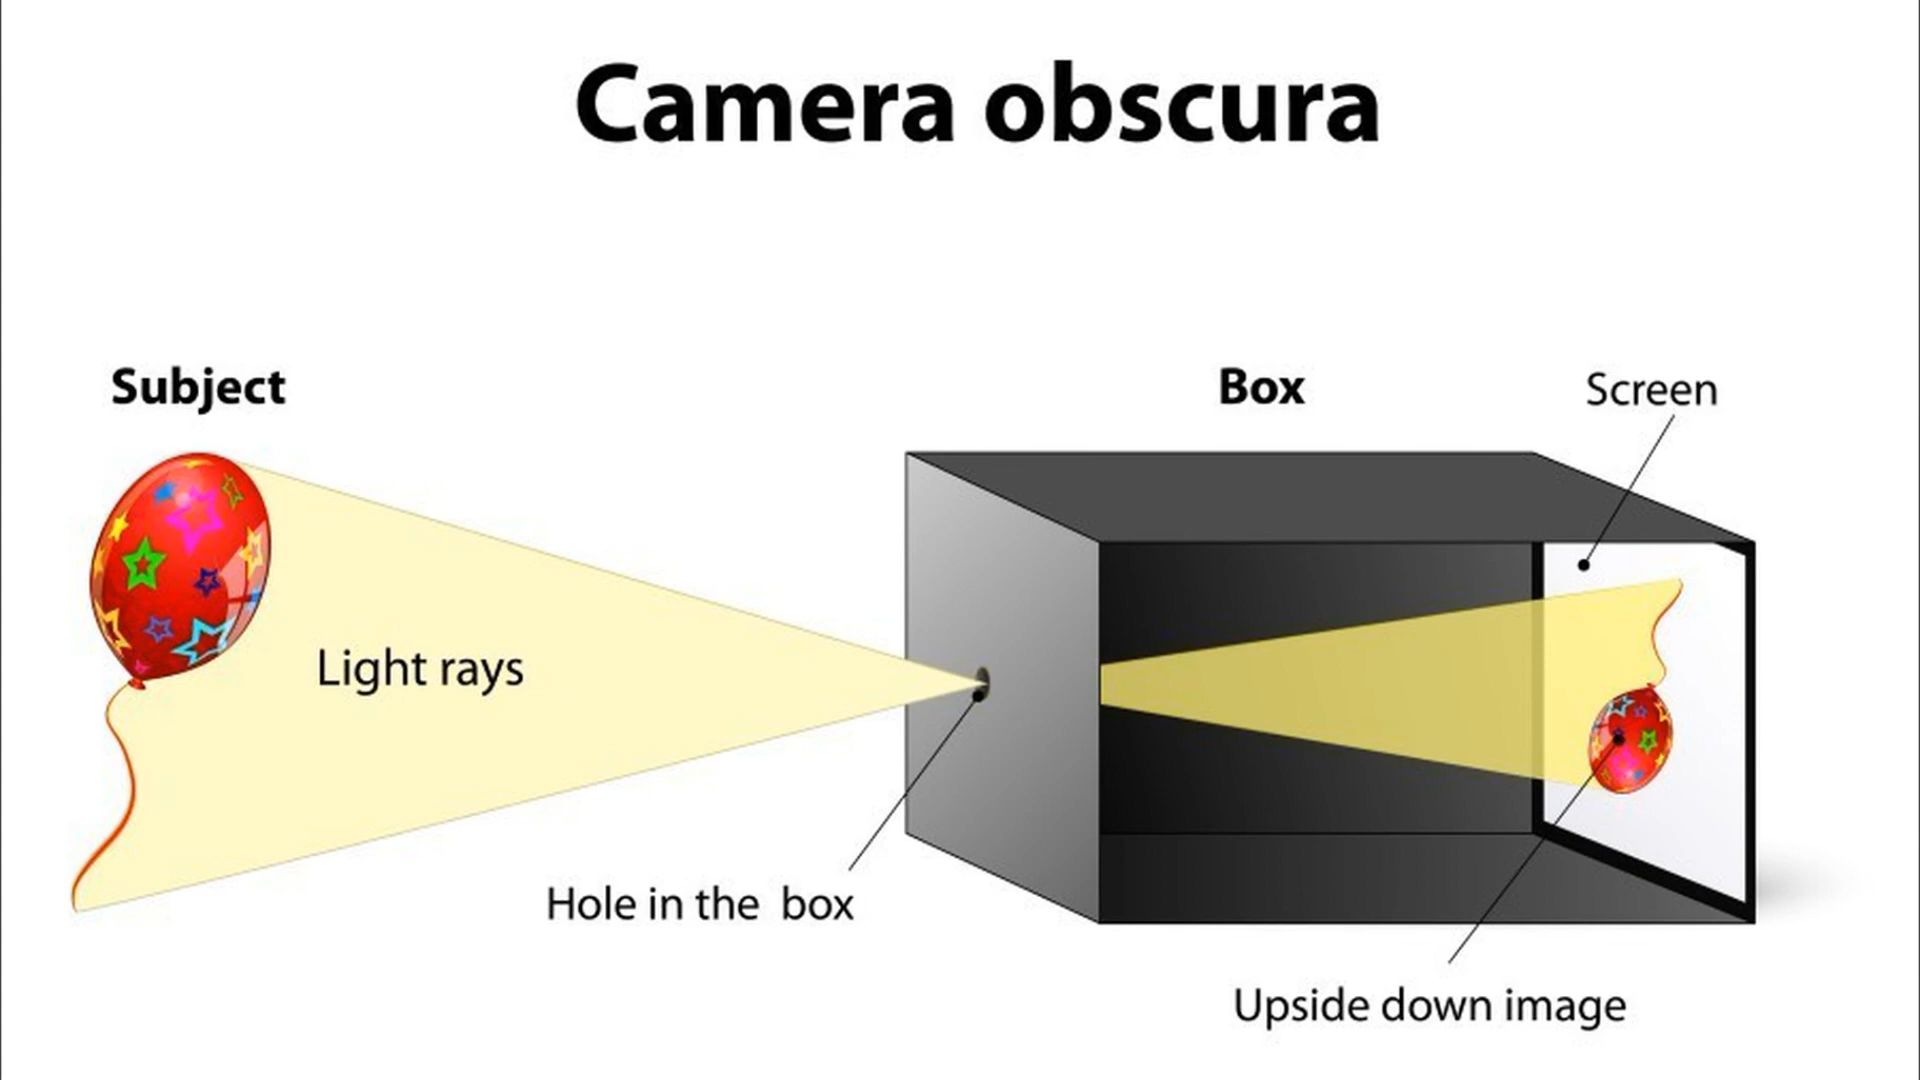 Camera obscura
Subject
Box
Screen
Light rays
Hole in the box
Upside down image